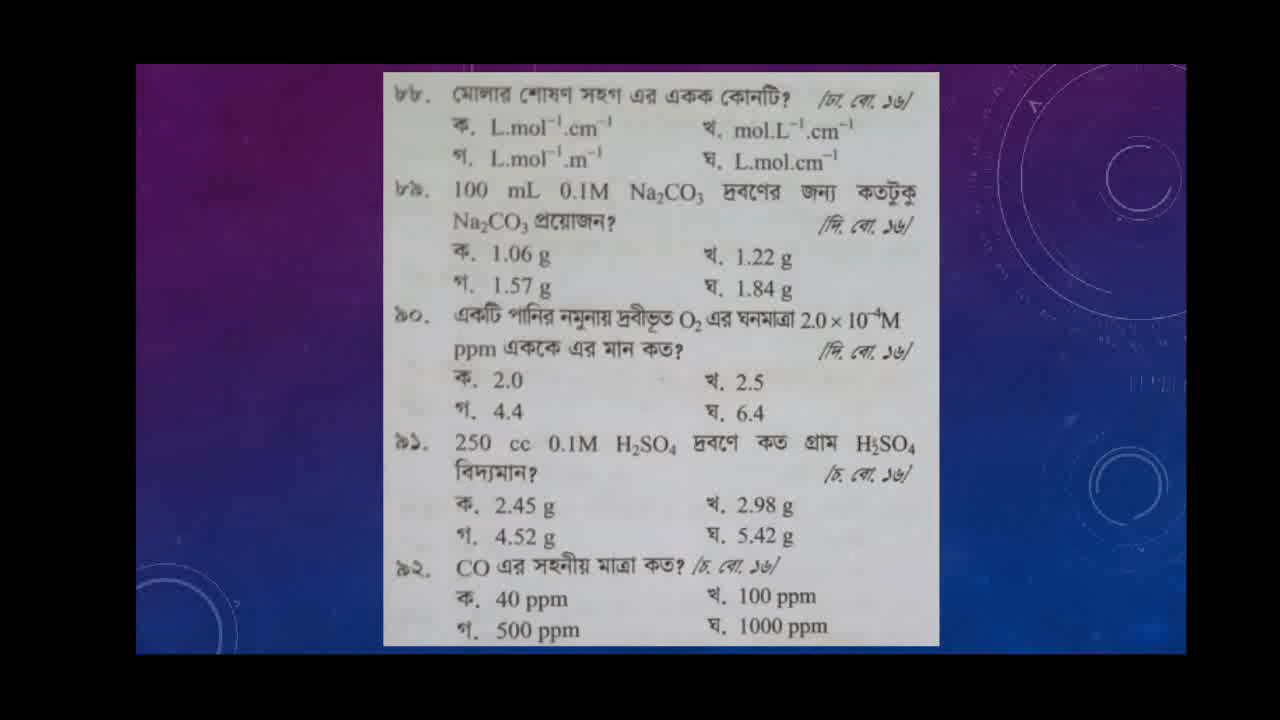 ৮৮. মোলার শোষণ সহগ এর একক কোনটি? [ঢা. বো. ১৬]
ক. L.mol⁻¹.cm⁻¹ খ. mol.L⁻¹.cm⁻¹
গ. L.mol⁻¹.m⁻¹ ঘ. L.mol.cm⁻¹
৮৯. 100 mL 0.1M Na₂CO₃ দ্রবণের জন্য কতটুকু
Na₂CO₃ প্রয়োজন? [দি. বো. ১৬]
ক. 1.06 g খ. 1.22 g
গ. 1.57 g ঘ. 1.84 g
৯০. একটি পানির নমুনায় দ্রবীভূত O₂ এর ঘনমাত্রা 2.0 × 10⁻⁴M
ppm এককে এর মান কত? [দি. বো. ১৬]
ক. 2.0 খ. 2.5
গ. 4.4 ঘ. 6.4
৯১. 250 cc 0.1M H₂SO₄ দ্রবণে কত গ্রাম H₂SO₄
বিদ্যমান? [চ. বো. ১৬]
ক. 2.45 g খ. 2.98 g
গ. 4.52 g ঘ. 5.42 g
৯২. CO এর সহনীয় মাত্রা কত? [চ. বো. ১৬]
ক. 40 ppm খ. 100 ppm
গ. 500 ppm ঘ. 1000 ppm